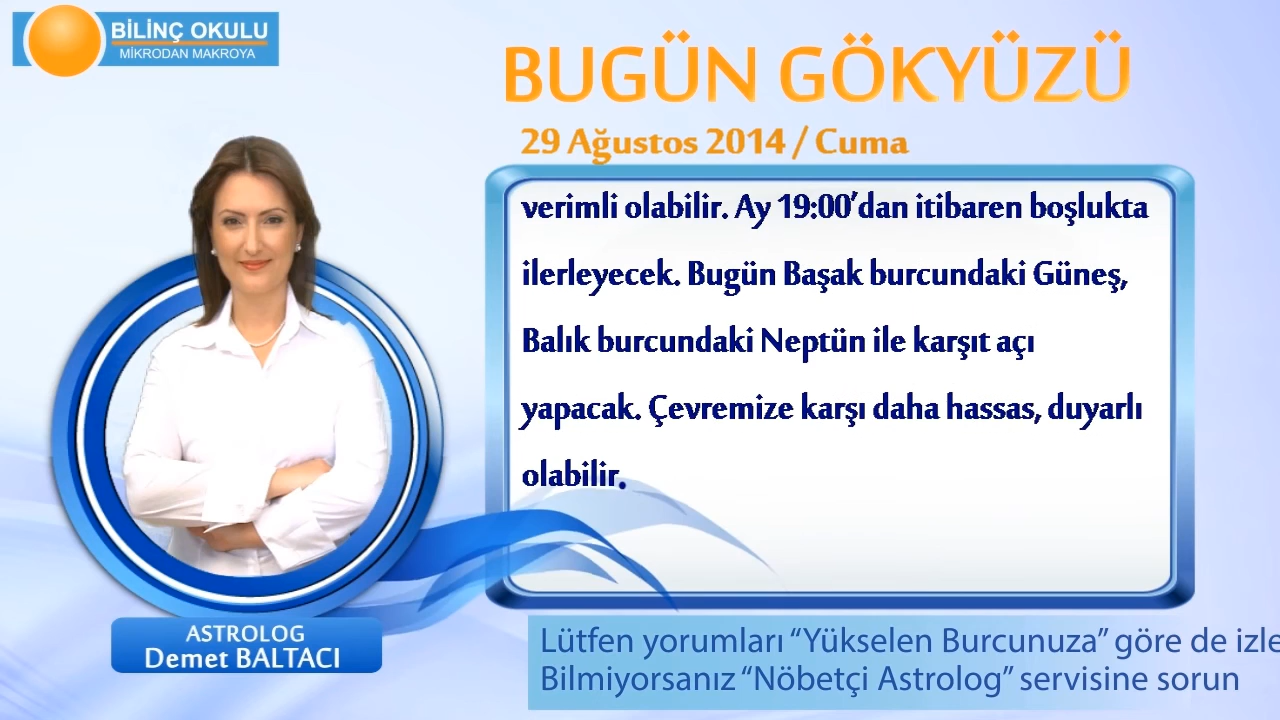 BİLİNÇ OKULU
MİKRODAN MAKROYA
BUGÜN GÖKYÜZÜ
29 Ağustos 2014 / Cuma
verimli olabilir. Ay 19:00’dan itibaren boşlukta
ilerleyecek. Bugün Başak burcundaki Güneş,
Balık burcundaki Neptün ile karşıt açı
yapacak. Çevremize karşı daha hassas, duyarlı
olabilir.
ASTROLOG
Demet BALTACI
Lütfen yorumları “Yükselen Burcunuza” göre de izle
Bilmiyorsanız “Nöbetçi Astrolog” servisine sorun